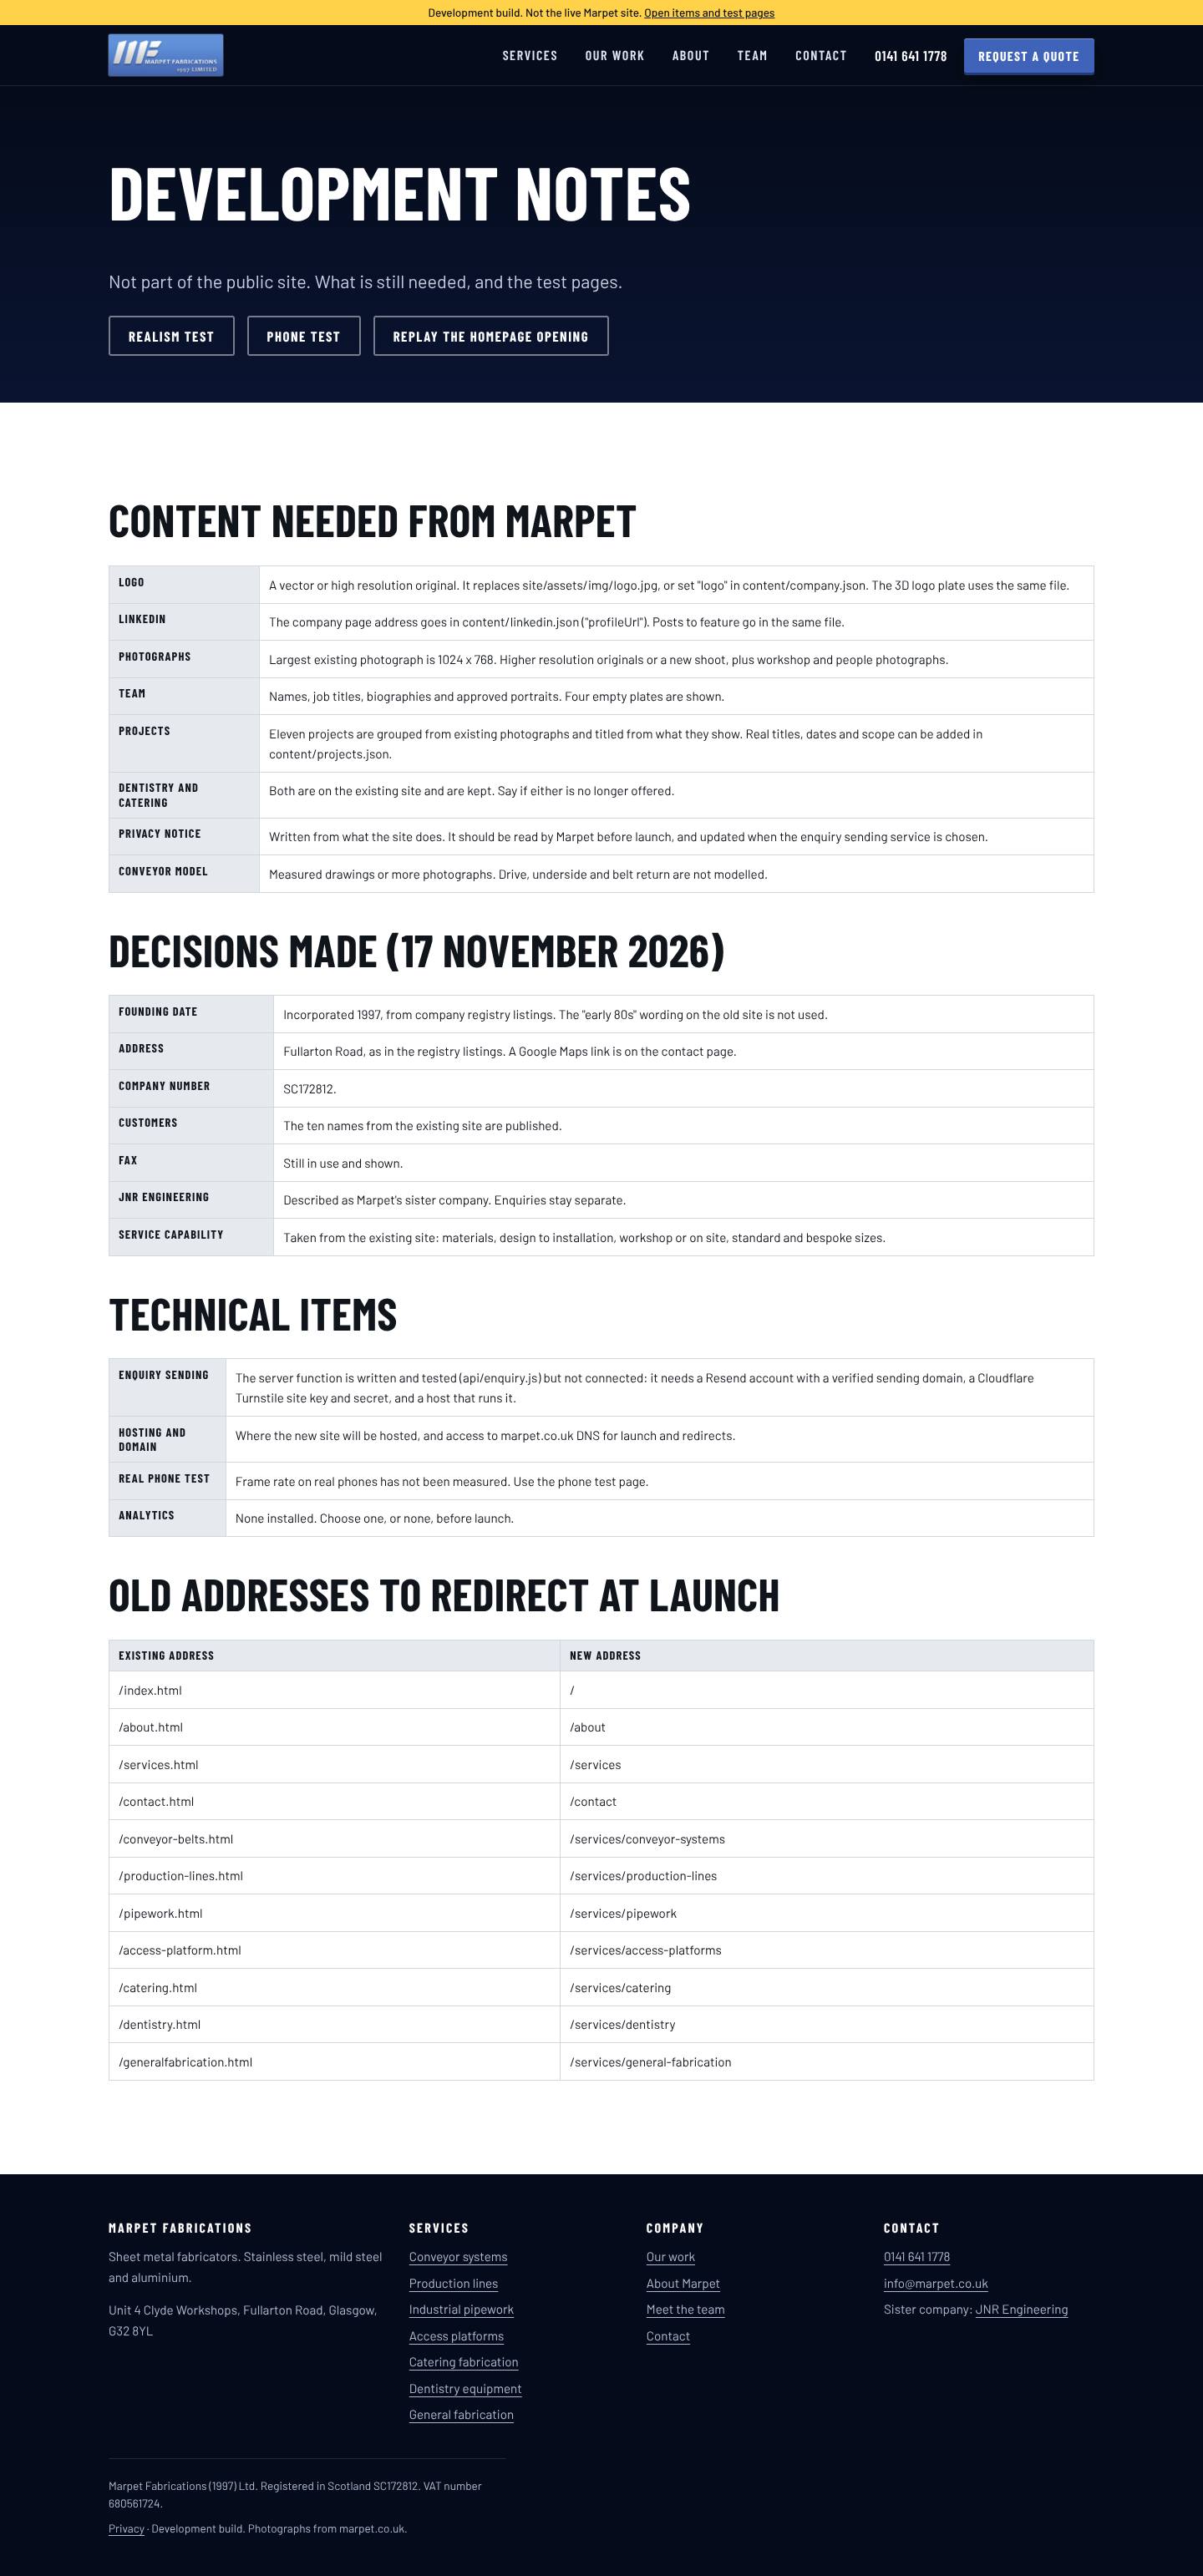 Development build. Not the live Marpet site. Open items and test pages
MF
MARPET FABRICATIONS
1997 LIMITED
SERVICES OUR WORK ABOUT TEAM CONTACT 0141 641 1778 REQUEST A QUOTE
DEVELOPMENT NOTES
Not part of the public site. What is still needed, and the test pages.
REALISM TEST PHONE TEST REPLAY THE HOMEPAGE OPENING
CONTENT NEEDED FROM MARPET
LOGO A vector or high resolution original. It replaces site/assets/img/logo.jpg, or set "logo" in content/company.json. The 3D logo plate uses the same file.
LINKEDIN The company page address goes in content/linkedin.json ("profileUrl"). Posts to feature go in the same file.
PHOTOGRAPHS Largest existing photograph is 1024 x 768. Higher resolution originals or a new shoot, plus workshop and people photographs.
TEAM Names, job titles, biographies and approved portraits. Four empty plates are shown.
PROJECTS Eleven projects are grouped from existing photographs and titled from what they show. Real titles, dates and scope can be added in
content/projects.json.
DENTISTRY AND
CATERING
Both are on the existing site and are kept. Say if either is no longer offered.
PRIVACY NOTICE Written from what the site does. It should be read by Marpet before launch, and updated when the enquiry sending service is chosen.
CONVEYOR MODEL Measured drawings or more photographs. Drive, underside and belt return are not modelled.
DECISIONS MADE (17 NOVEMBER 2026)
FOUNDING DATE Incorporated 1997, from company registry listings. The "early 80s" wording on the old site is not used.
ADDRESS Fullarton Road, as in the registry listings. A Google Maps link is on the contact page.
COMPANY NUMBER SC172812.
CUSTOMERS The ten names from the existing site are published.
FAX Still in use and shown.
JNR ENGINEERING Described as Marpet's sister company. Enquiries stay separate.
SERVICE CAPABILITY Taken from the existing site: materials, design to installation, workshop or on site, standard and bespoke sizes.
TECHNICAL ITEMS
ENQUIRY SENDING The server function is written and tested (api/enquiry.js) but not connected: it needs a Resend account with a verified sending domain, a Cloudflare
Turnstile site key and secret, and a host that runs it.
HOSTING AND
DOMAIN
Where the new site will be hosted, and access to marpet.co.uk DNS for launch and redirects.
REAL PHONE TEST Frame rate on real phones has not been measured. Use the phone test page.
ANALYTICS None installed. Choose one, or none, before launch.
OLD ADDRESSES TO REDIRECT AT LAUNCH
EXISTING ADDRESS NEW ADDRESS
/index.html /
/about.html /about
/services.html /services
/contact.html /contact
/conveyor-belts.html /services/conveyor-systems
/production-lines.html /services/production-lines
/pipework.html /services/pipework
/access-platform.html /services/access-platforms
/catering.html /services/catering
/dentistry.html /services/dentistry
/generalfabrication.html /services/general-fabrication
MARPET FABRICATIONS
Sheet metal fabricators. Stainless steel, mild steel
and aluminium.
Unit 4 Clyde Workshops, Fullarton Road, Glasgow,
G32 8YL
SERVICES
Conveyor systems
Production lines
Industrial pipework
Access platforms
Catering fabrication
Dentistry equipment
General fabrication
COMPANY
Our work
About Marpet
Meet the team
Contact
CONTACT
0141 641 1778
info@marpet.co.uk
Sister company: JNR Engineering
Marpet Fabrications (1997) Ltd. Registered in Scotland SC172812. VAT number
680561724.
Privacy · Development build. Photographs from marpet.co.uk.